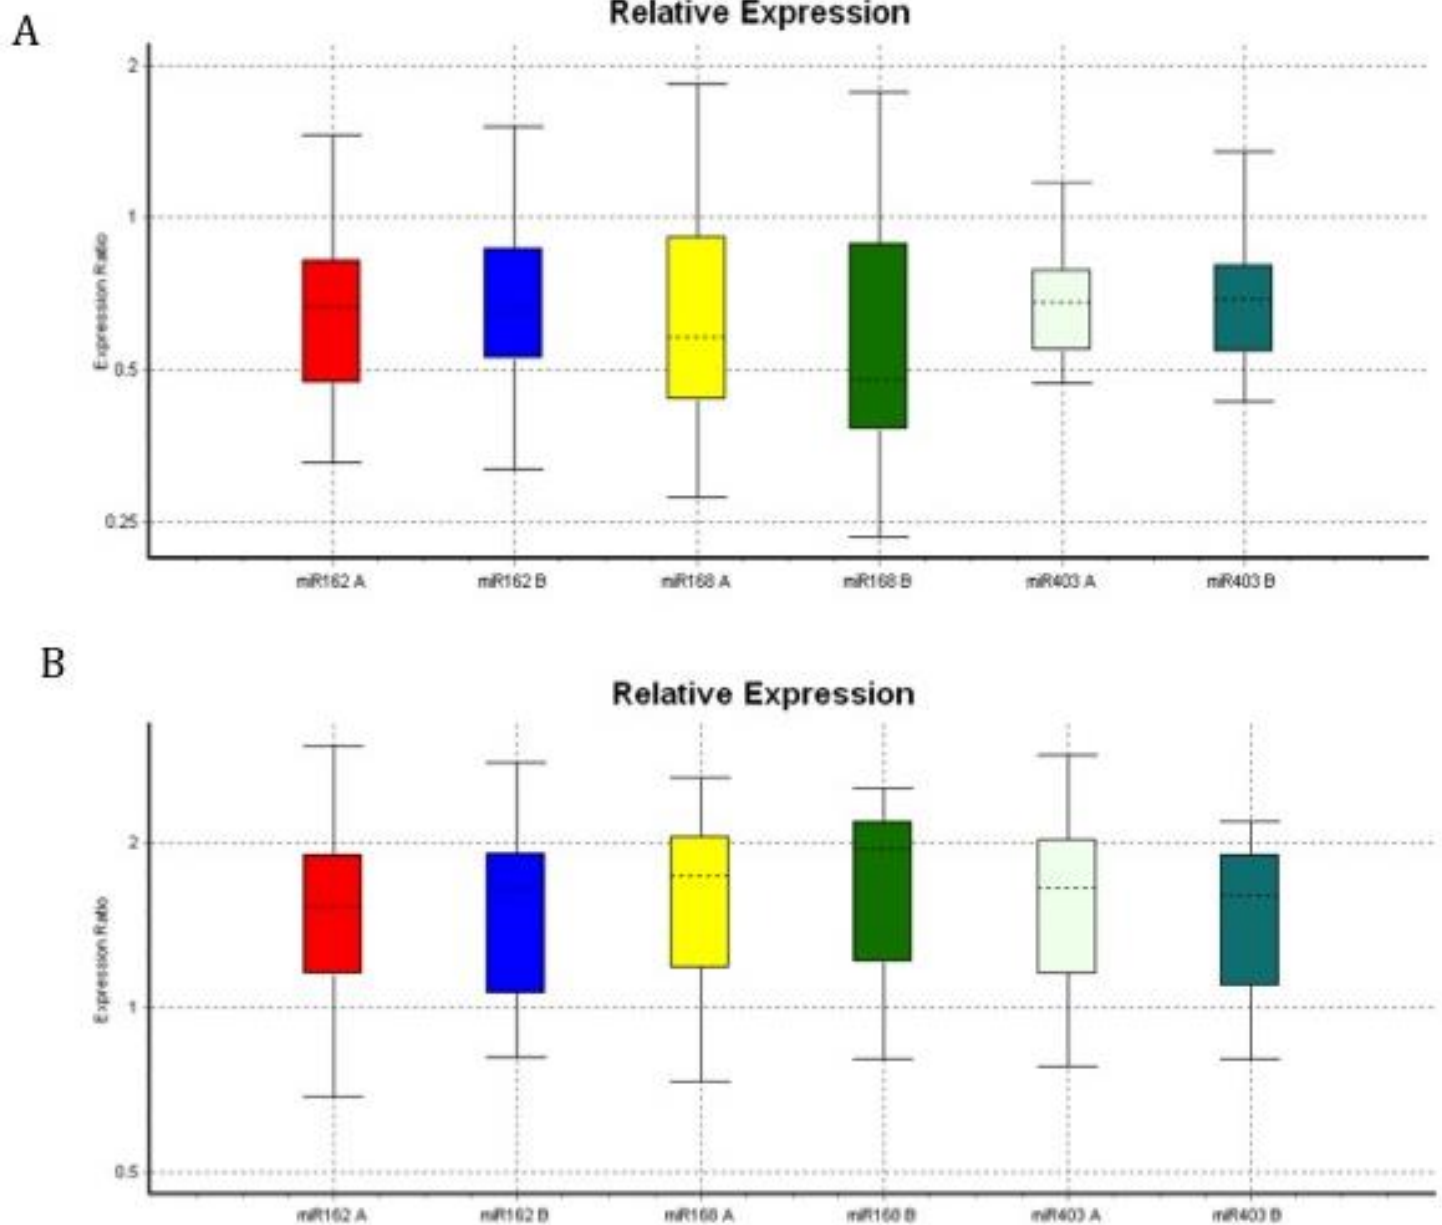 A
Relative Expression
2
1
0.5
0.25
Expression Ratio
miR162 A miR162 B miR168 A miR168 B miR403 A miR403 B
B
Relative Expression
2
1
0.5
Expression Ratio
miR162 A miR162 B miR168 A miR168 B miR403 A miR403 B